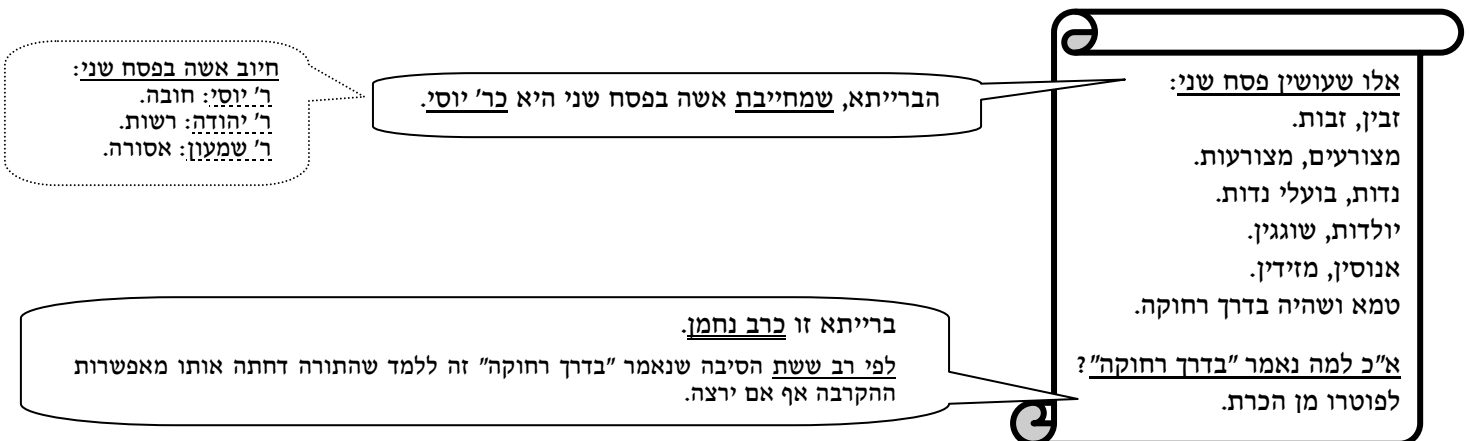 אלו שעושין פסח שני:
זבין, זבות.
מצורעים, מצורעות.
נדות, בועלי נדות.
יולדות, שוגגין.
אנוסין, מזידין.
טמא ושהיה בדרך רחוקה.
א"כ למה נאמר "בדרך רחוקה"?
לפוטרו מן הכרת.
הברייתא, שמחייבת אשה בפסח שני היא כר' יוסי.
חיוב אשה בפסח שני:
ר' יוסי: חובה.
ר' יהודה: רשות.
ר' שמעון: אסורה.
ברייתא זו כרב נחמן.
לפי רב ששת הסיבה שנאמר "בדרך רחוקה" זה ללמד שהתורה דחתה אותו מאפשרות
ההקרבה אף אם ירצה.